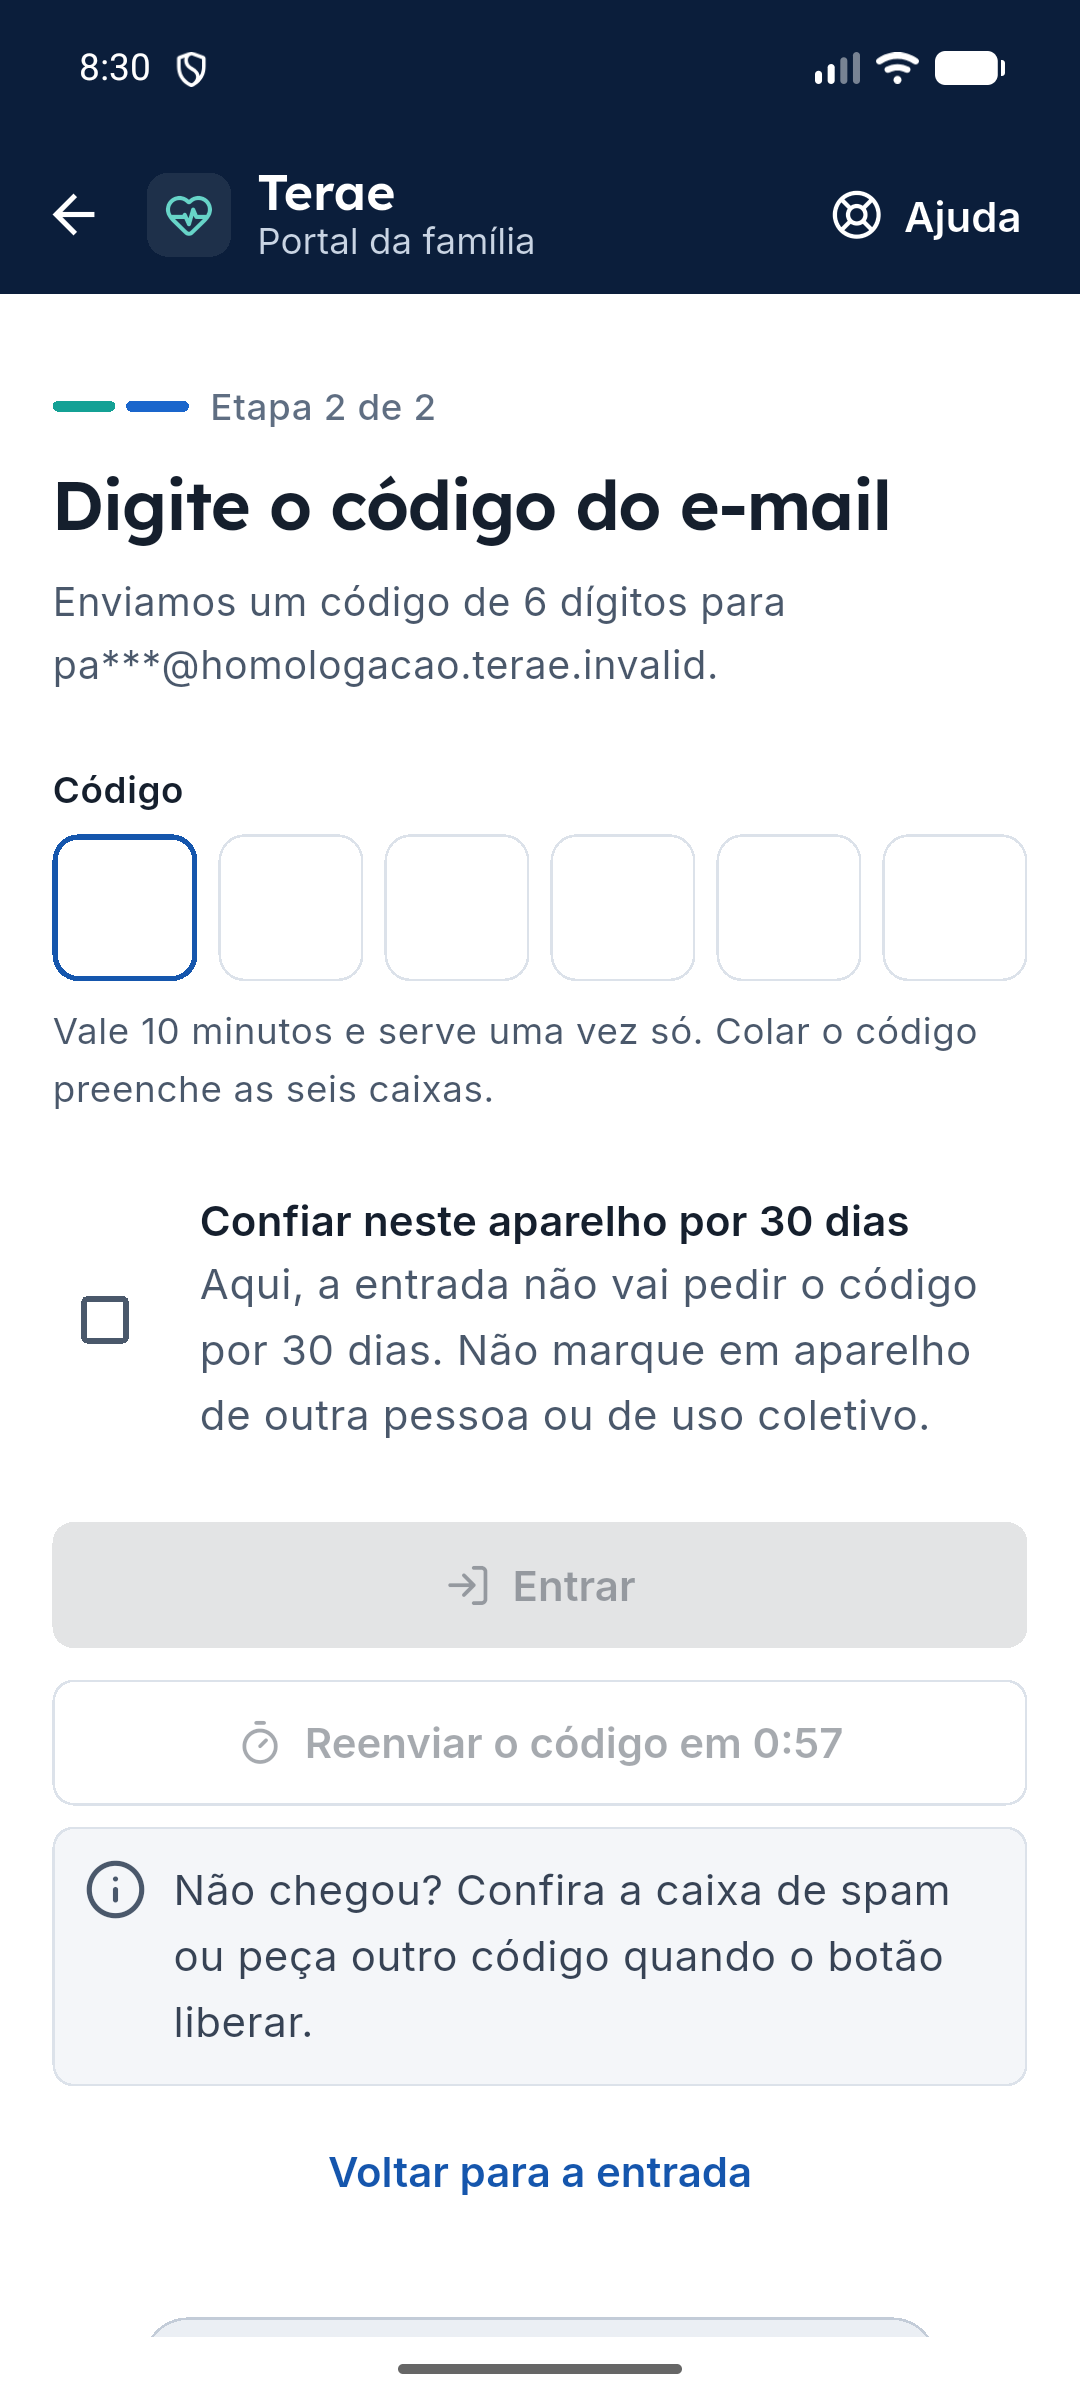 8:30
Terae
Portal da família
Ajuda
Etapa 2 de 2
Digite o código do e-mail
Enviamos um código de 6 dígitos para
pa***@homologacao.terae.invalid.
Código
Vale 10 minutos e serve uma vez só. Colar o código
preenche as seis caixas.
Confiar neste aparelho por 30 dias
Aqui, a entrada não vai pedir o código
por 30 dias. Não marque em aparelho
de outra pessoa ou de uso coletivo.
Entrar
Reenviar o código em 0:57
Não chegou? Confira a caixa de spam
ou peça outro código quando o botão
liberar.
Voltar para a entrada